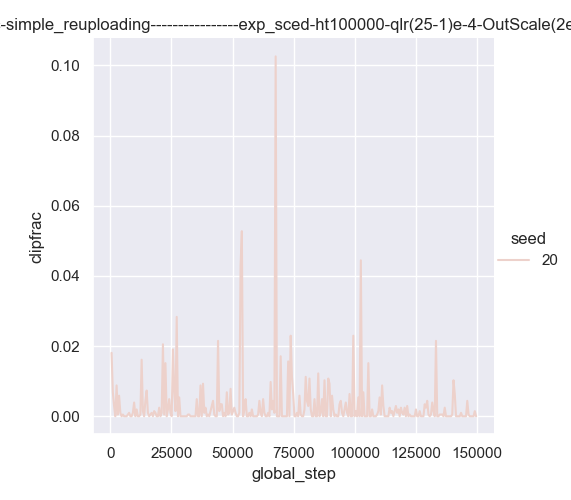 -simple_reuploading----------------exp_sced-ht100000-qlr(25-1)e-4-OutScale(2e
0.10
0.08
0.06
0.04
0.02
0.00
clipfrac
0 25000 50000 75000 100000 125000 150000
global_step
seed
20